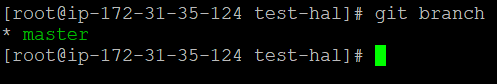 [root@ip-172-31-35-124 test-hal]# git branch
* master
[root@ip-172-31-35-124 test-hal]#